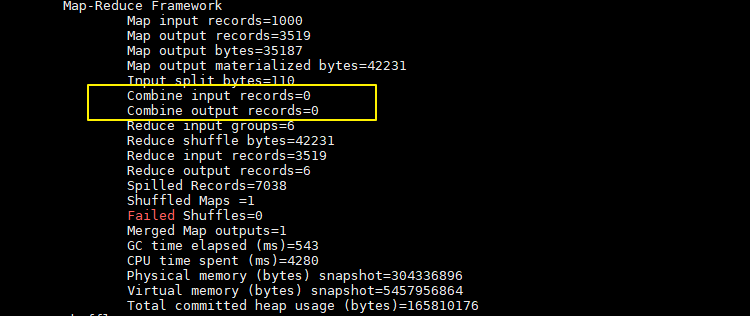 Map-Reduce Framework
Map input records=1000
Map output records=3519
Map output bytes=35187
Map output materialized bytes=42231
Input split bytes=110
Combine input records=0
Combine output records=0
Reduce input groups=6
Reduce shuffle bytes=42231
Reduce input records=3519
Reduce output records=6
Spilled Records=7038
Shuffled Maps =1
Failed Shuffles=0
Merged Map outputs=1
GC time elapsed (ms)=543
CPU time spent (ms)=4280
Physical memory (bytes) snapshot=304336896
Virtual memory (bytes) snapshot=5457956864
Total committed heap usage (bytes)=165810176